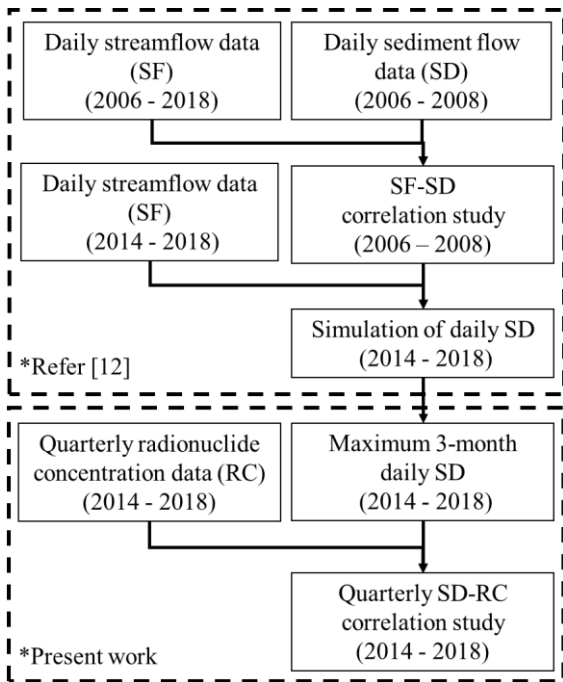 Daily streamflow data
(SF)
(2006 - 2018)
Daily sediment flow
data (SD)
(2006 - 2008)
Daily streamflow data
(SF)
(2014 - 2018)
SF-SD
correlation study
(2006 – 2008)
Simulation of daily SD
(2014 - 2018)
*Refer [12]
Quarterly radionuclide
concentration data (RC)
(2014 - 2018)
Maximum 3-month
daily SD
(2014 - 2018)
Quarterly SD-RC
correlation study
(2014 - 2018)
*Present work